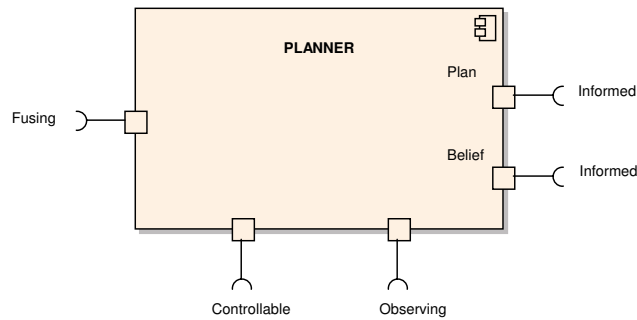 PLANNER
Plan
Informed
Fusing
Belief
Informed
Controllable
Observing